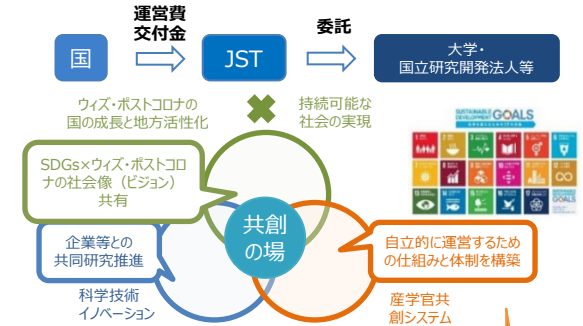 運営費
交付金
委託
国
JST
大学・
国立研究開発法人等
ウィズ・ポストコロナの
国の成長と地方活性化
持続可能な
社会の実現
SUSTAINABLE
DEVELOPMENT GOALS
SDGs×ウィズ・ポストコロ
ナの社会像（ビジョン）
共有
共創
の場
企業等との
共同研究推進
自立的に運営するため
の仕組みと体制を構築
科学技術
イノベーション
産学官共
創システム